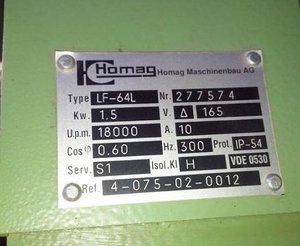 Homag Homag Maschinenbau AG
Type LF-64L Nr. 277574
Kw. 1.5 V. Δ 165
U.p.m. 18000 A. 10
Cos φ 0.60 Hz. 300 Prot. IP-54
Serv. S1 Isol.Kl H VDE 0530
Ref. 4-075-02-0012